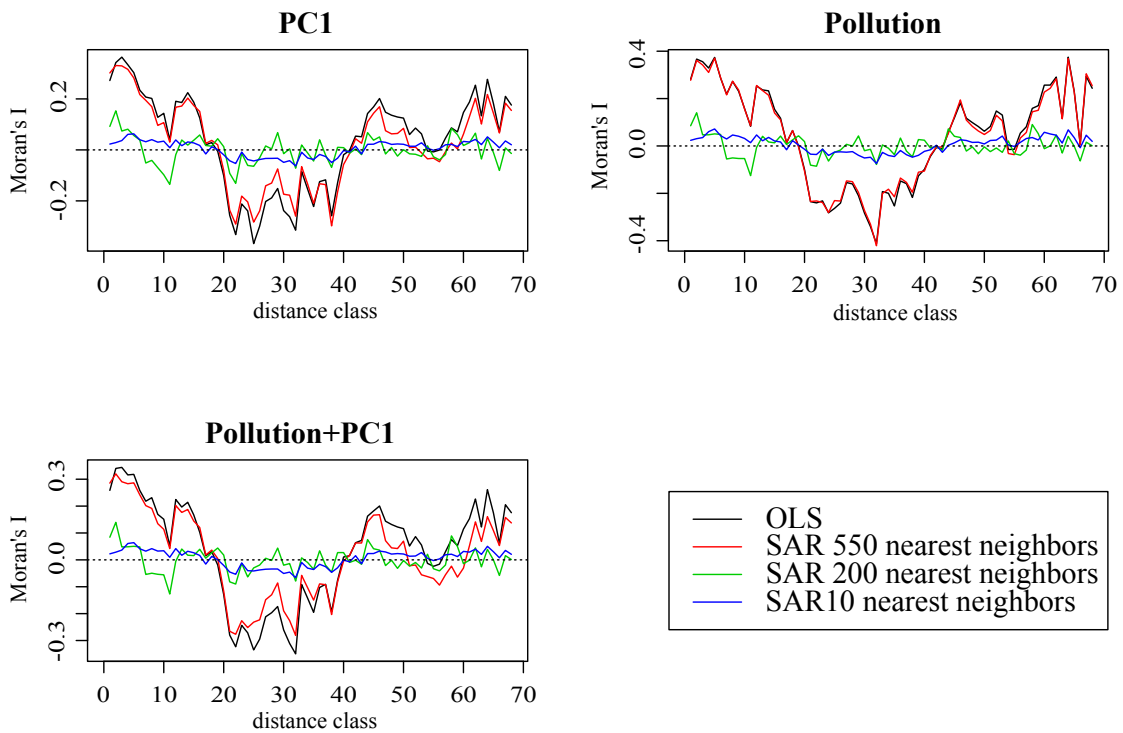 PC1
Moran's I
0.2
-0.2
0 10 20 30 40 50 60 70
distance class
Pollution
Moran's I
0.4
0.0
-0.4
0 10 20 30 40 50 60 70
distance class
Pollution+PC1
Moran's I
0.3
0.0
-0.3
0 10 20 30 40 50 60 70
distance class
OLS
SAR 550 nearest neighbors
SAR 200 nearest neighbors
SAR10 nearest neighbors